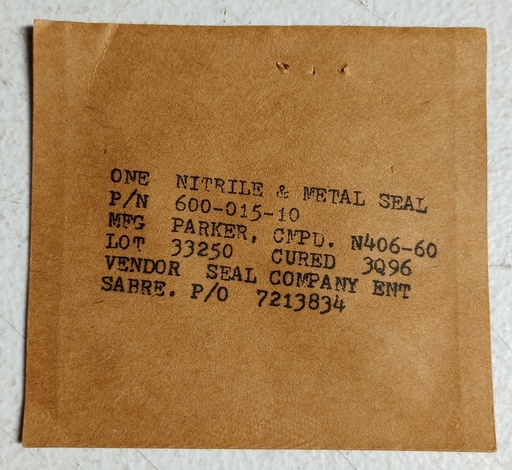 ONE NITRILE & METAL SEAL
P/N 600-015-10
MFG PARKER, CMPD. N406-60
LOT 33250 CURED 3Q96
VENDOR SEAL COMPANY ENT
SABRE. P/O 7213834